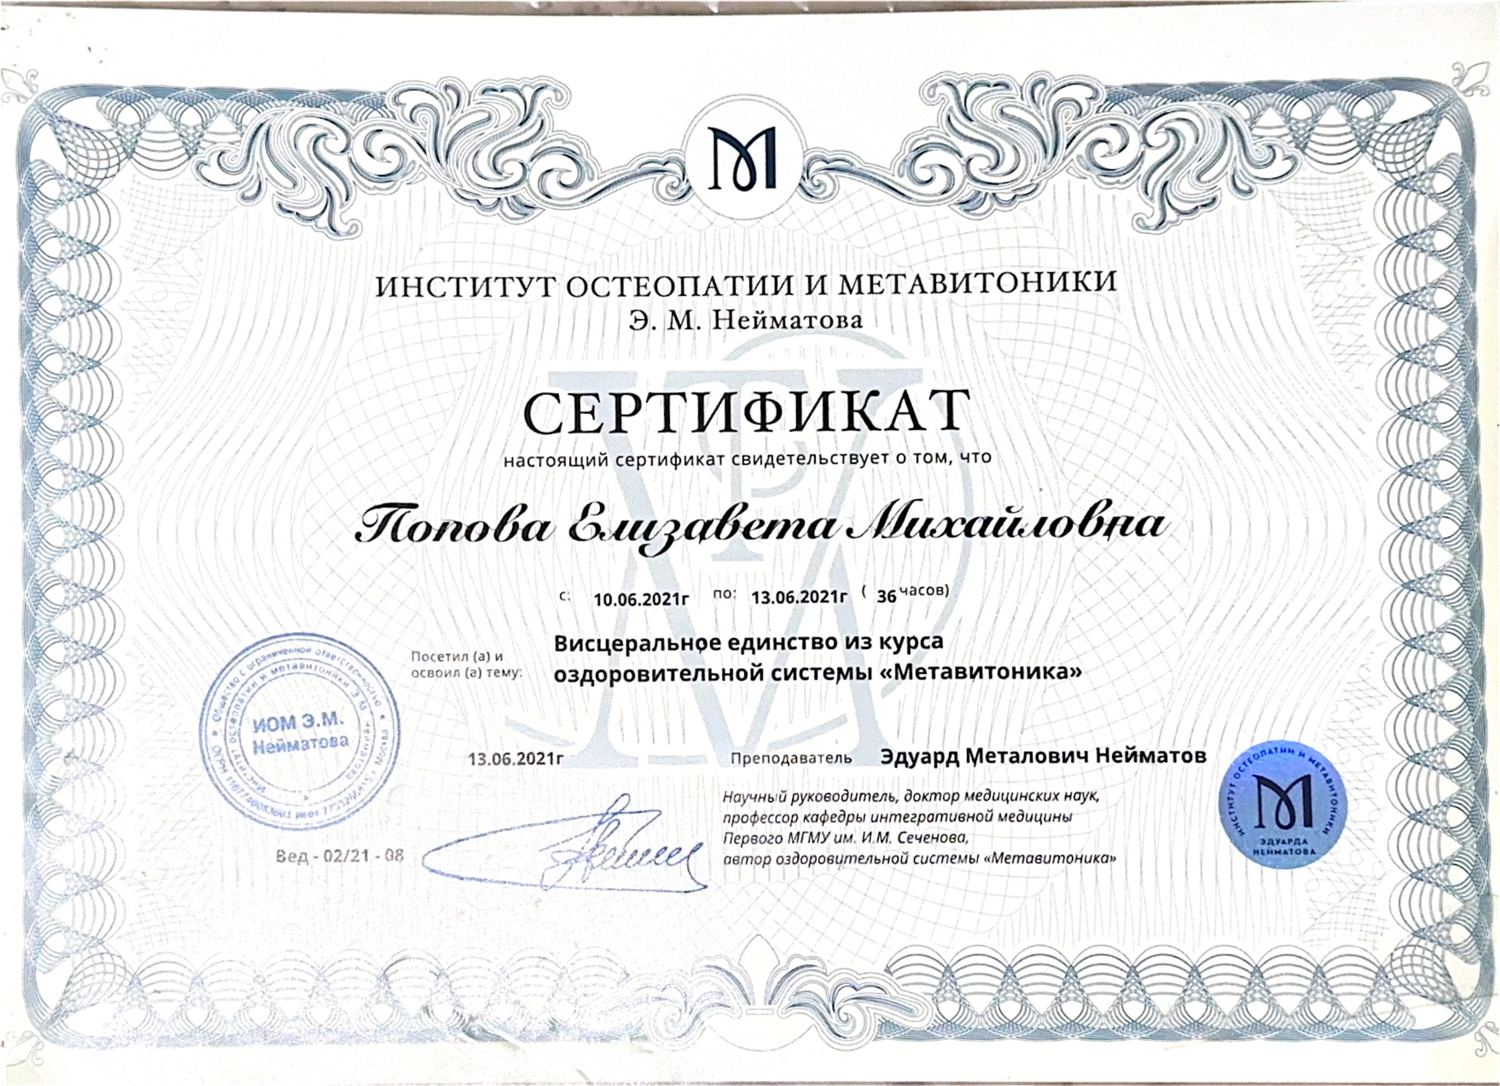 ИНСТИТУТ ОСТЕОПАТИИ И МЕТАВИТОНИКИ
Э. М. Нейматова
СЕРТИФИКАТ
настоящий сертификат свидетельствует о том, что
Попова Елизавета Михайловна
с: 10.06.2021г по: 13.06.2021г ( 36 часов)
Посетил (а) и
освоил (а) тему:
Висцеральное единство из курса
оздоровительной системы «Метавитоника»
Общество с ограниченной ответственностью
ИОМ Э.М.
Нейматова
13.06.2021г
Преподаватель Эдуард Металович Нейматов
Научный руководитель, доктор медицинских наук,
профессор кафедры интегративной медицины
Первого МГМУ им. И.М. Сеченова,
автор оздоровительной системы «Метавитоника»
Вед - 02/21 - 08
ИНСТИТУТ ОСТЕОПАТИИ И МЕТАВИТОНИКИ
ЭДУАРДА
НЕЙМАТОВА